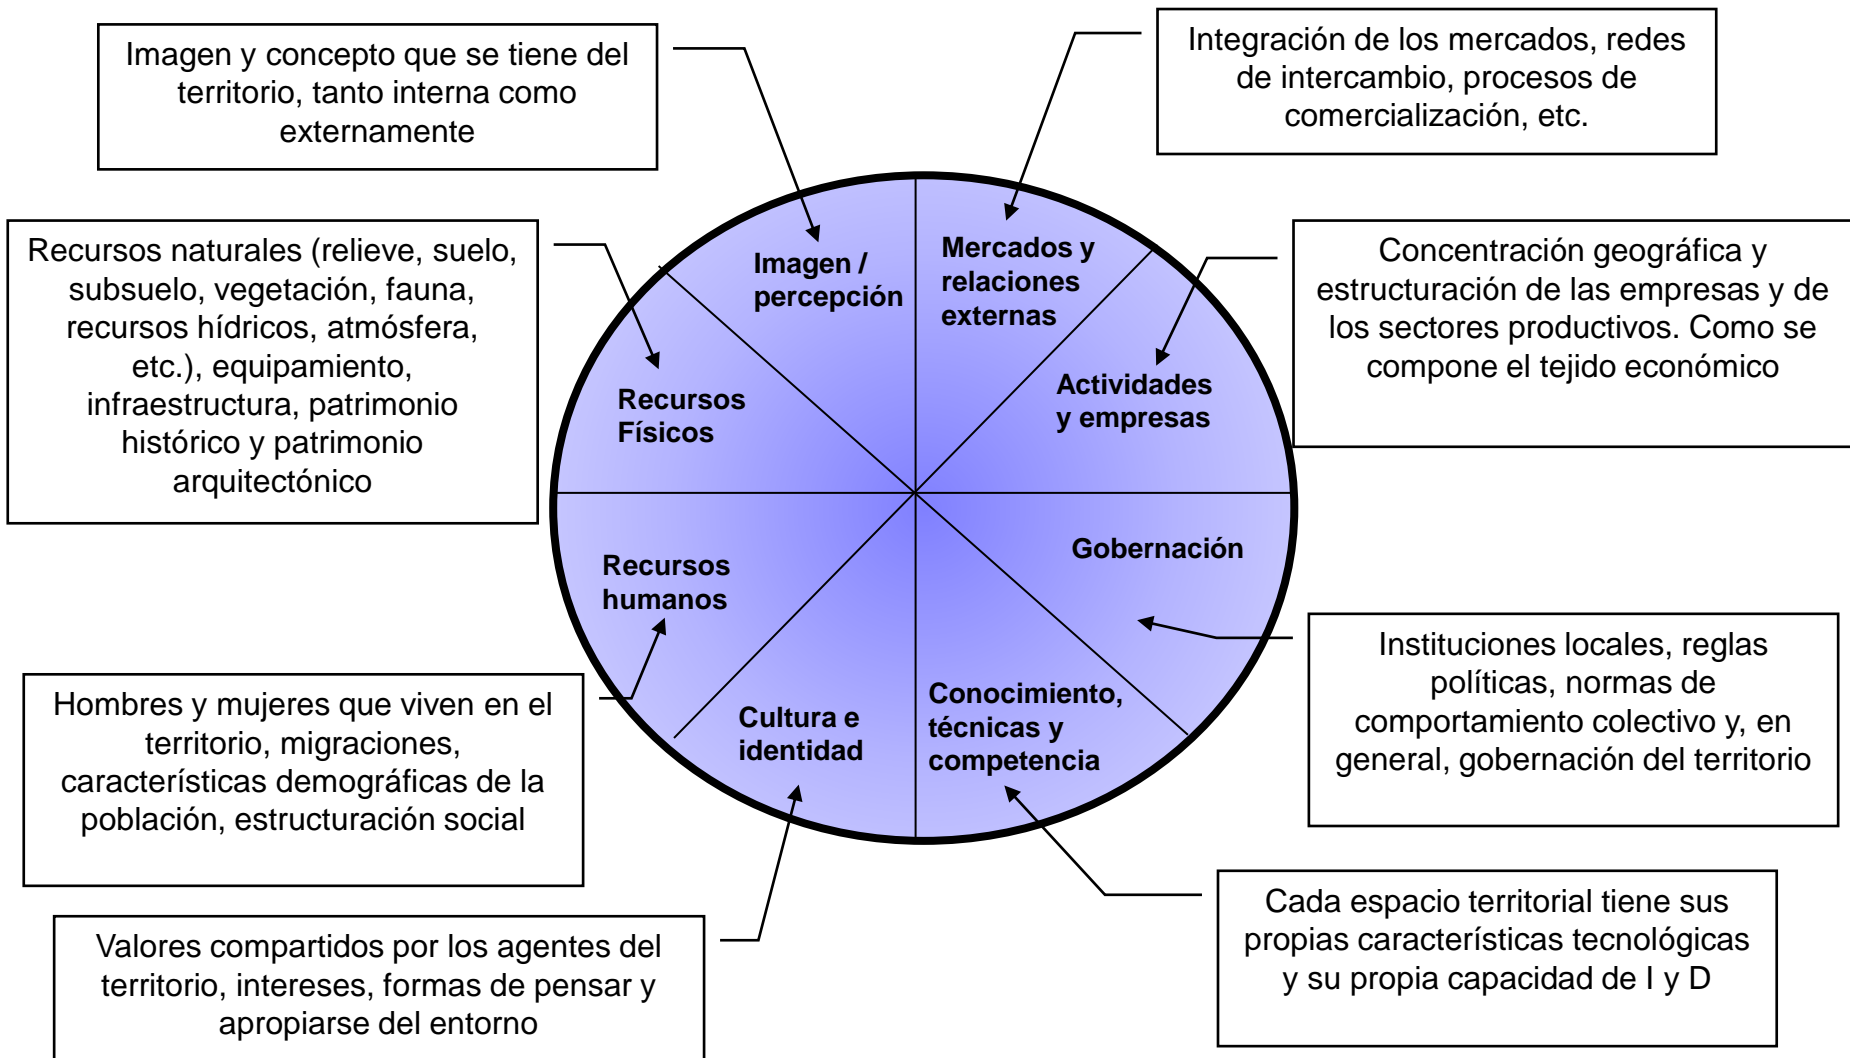 Imagen y concepto que se tiene del
territorio, tanto interna como
externamente
Integración de los mercados, redes
de intercambio, procesos de
comercialización, etc.
Recursos naturales (relieve, suelo,
subsuelo, vegetación, fauna,
recursos hídricos, atmósfera,
etc.), equipamiento,
infraestructura, patrimonio
histórico y patrimonio
arquitectónico
Imagen /
percepción
Mercados y
relaciones
externas
Concentración geográfica y
estructuración de las empresas y de
los sectores productivos. Como se
compone el tejido económico
Recursos
Físicos
Actividades
y empresas
Recursos
humanos
Gobernación
Hombres y mujeres que viven en el
territorio, migraciones,
características demográficas de la
población, estructuración social
Cultura e
identidad
Conocimiento,
técnicas y
competencia
Instituciones locales, reglas
políticas, normas de
comportamiento colectivo y, en
general, gobernación del territorio
Valores compartidos por los agentes del
territorio, intereses, formas de pensar y
apropiarse del entorno
Cada espacio territorial tiene sus
propias características tecnológicas
y su propia capacidad de I y D